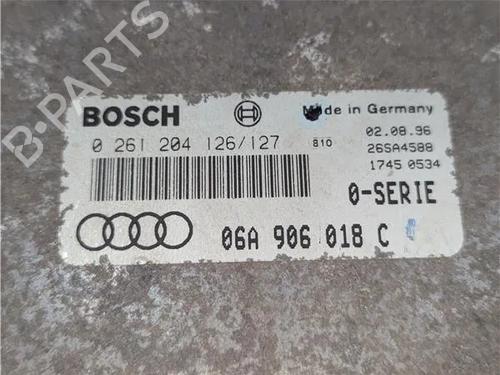 BOSCH
Made in Germany
0 261 204 126/127
810
02.08.96
26SA4588
1745 0534
0-SERIE
06A 906 018 C
B-PARTS